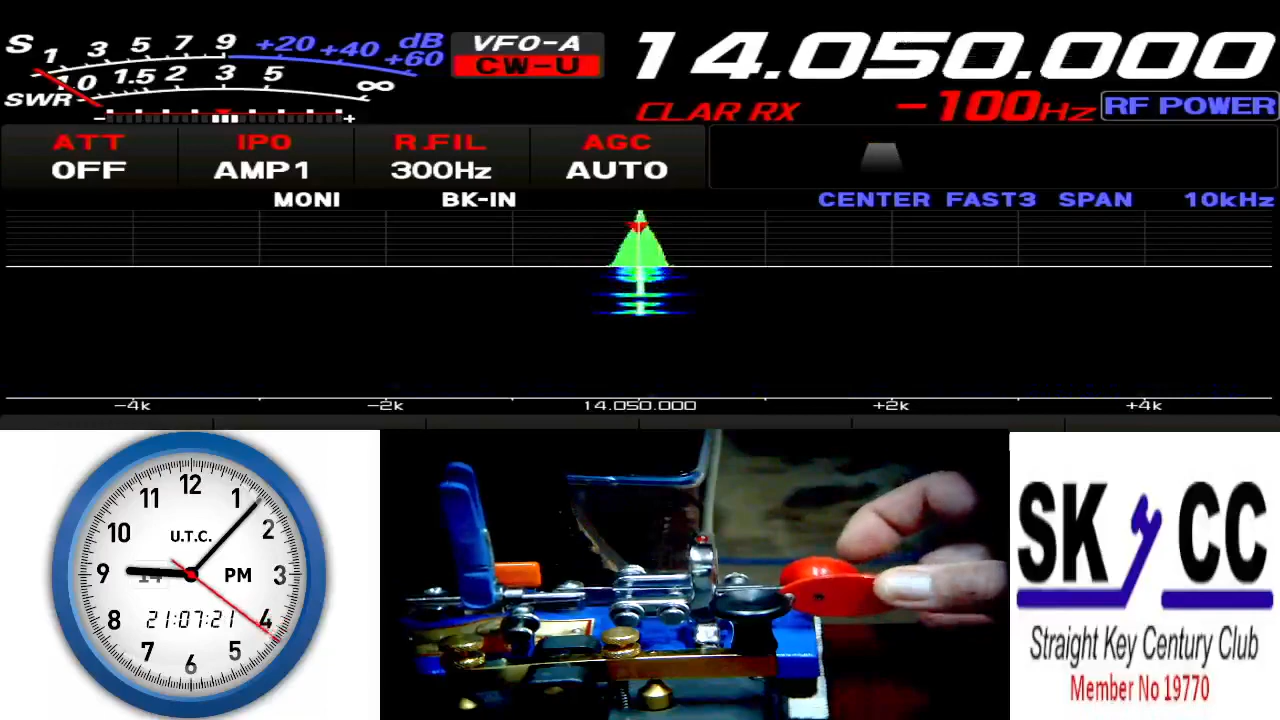 S 1 3 5 7 9 +20 +40 +60 dB
SWR 1.0 1.5 2 3 5 ∞
- +
VFO-A
CW-U
14.050.000
CLAR RX -100Hz RF POWER
ATT IPO R.FIL AGC
OFF AMP1 300Hz AUTO
MONI BK-IN CENTER FAST3 SPAN 10kHz
-4k -2k 14.050.000 +2k +4k
12 1 2 3 4 5 6 7 8 9 10 11
U.T.C.
PM
21:07:21
SK CC
Straight Key Century Club
Member No 19770